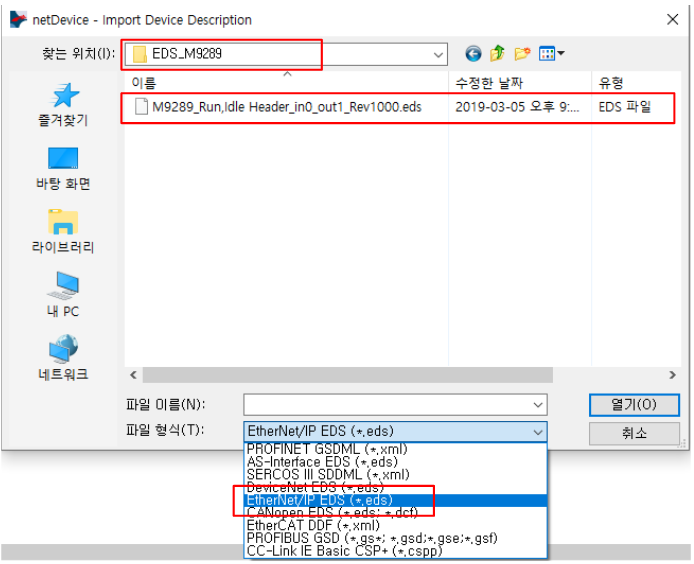 netDevice - Import Device Description
찾는 위치(I):
EDS_M9289
이름
수정한 날짜
유형
M9289_Run,Idle Header_in0_out1_Rev1000.eds
2019-03-05 오후 9:...
EDS 파일
즐겨찾기
바탕 화면
라이브러리
내 PC
네트워크
파일 이름(N):
열기(O)
파일 형식(T):
EtherNet/IP EDS (*.eds)
취소
PROFINET GSDML (*.xml)
AS-Interface EDS (*.eds)
SERCOS III SDDML (*.xml)
DeviceNet EDS (*.eds)
EtherNet/IP EDS (*.eds)
CANopen EDS (*.eds; *.dcf)
EtherCAT DDF (*.xml)
PROFIBUS GSD (*.gs*; *.gsd;*.gse;*.gsf)
CC-Link IE Basic CSP+ (*.cspp)